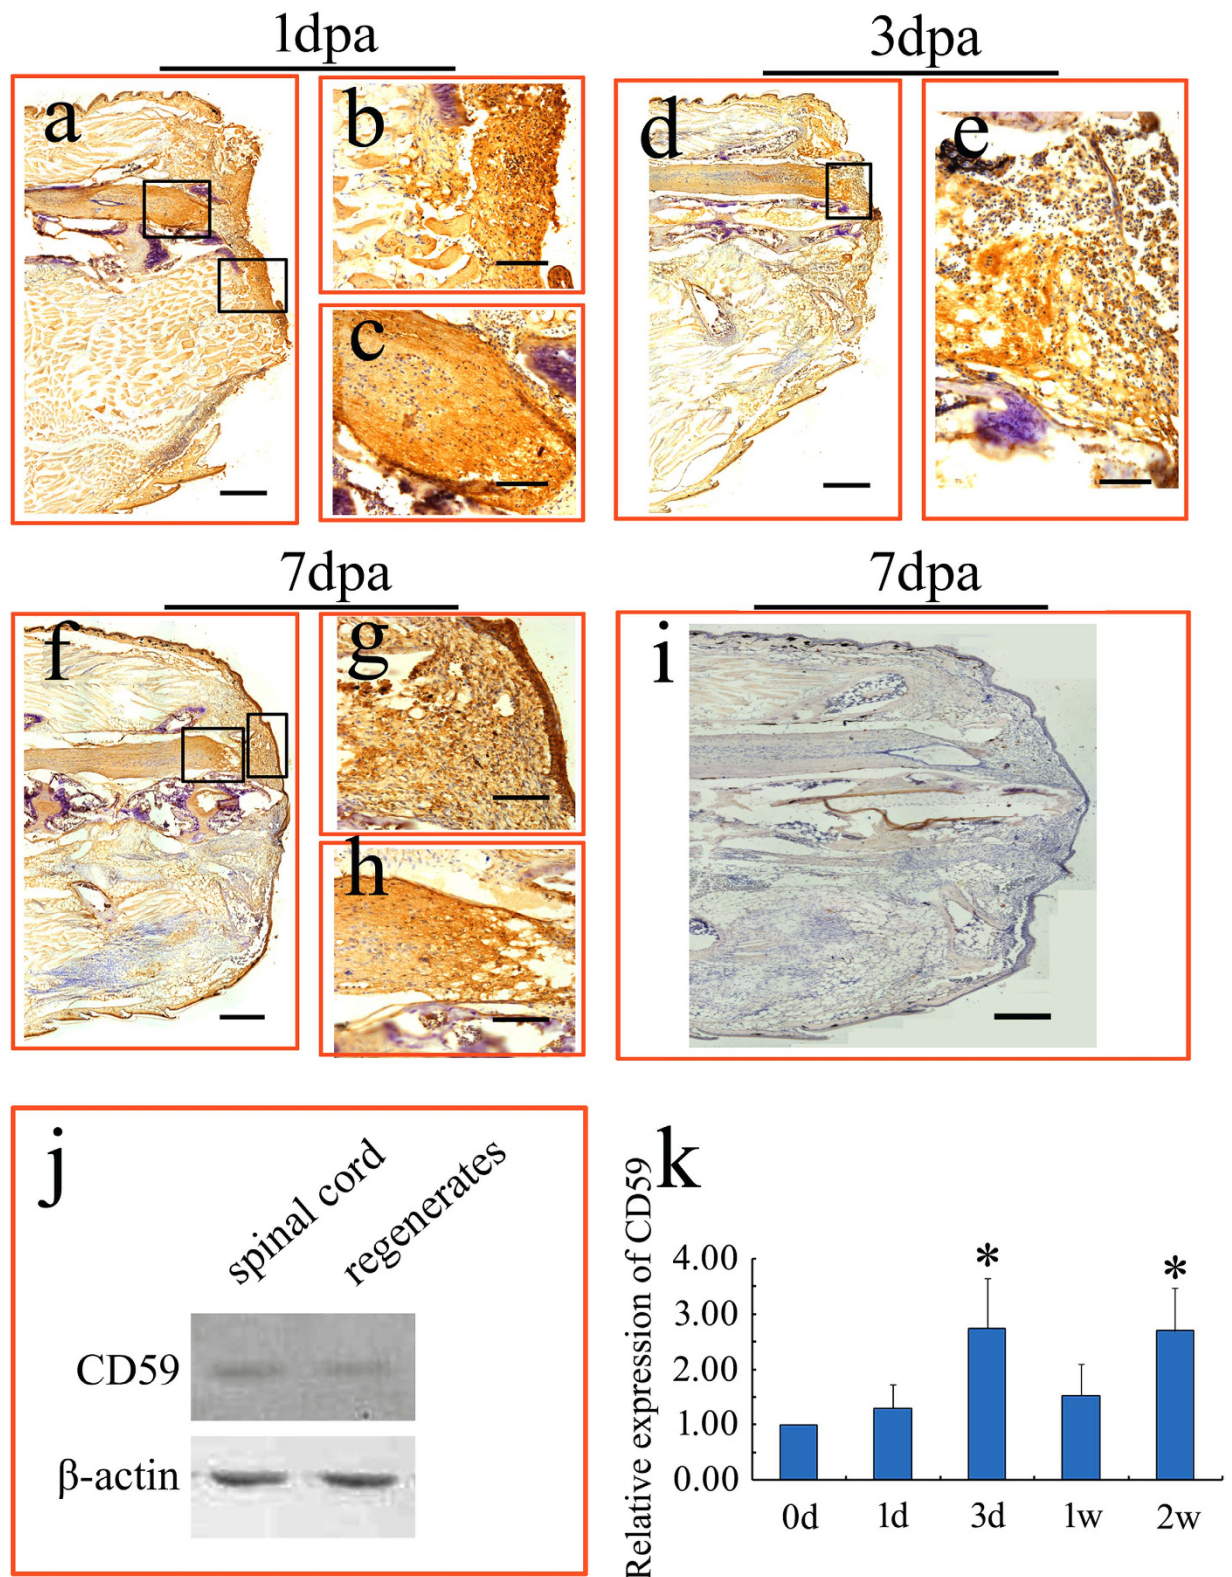 1dpa
3dpa
a
b
c
d
e
7dpa
7dpa
f
g
h
i
j
spinal cord
regenerates
CD59
β-actin
k
Relative expression of CD59
4.00
3.00
2.00
1.00
0.00
*
*
0d
1d
3d
1w
2w